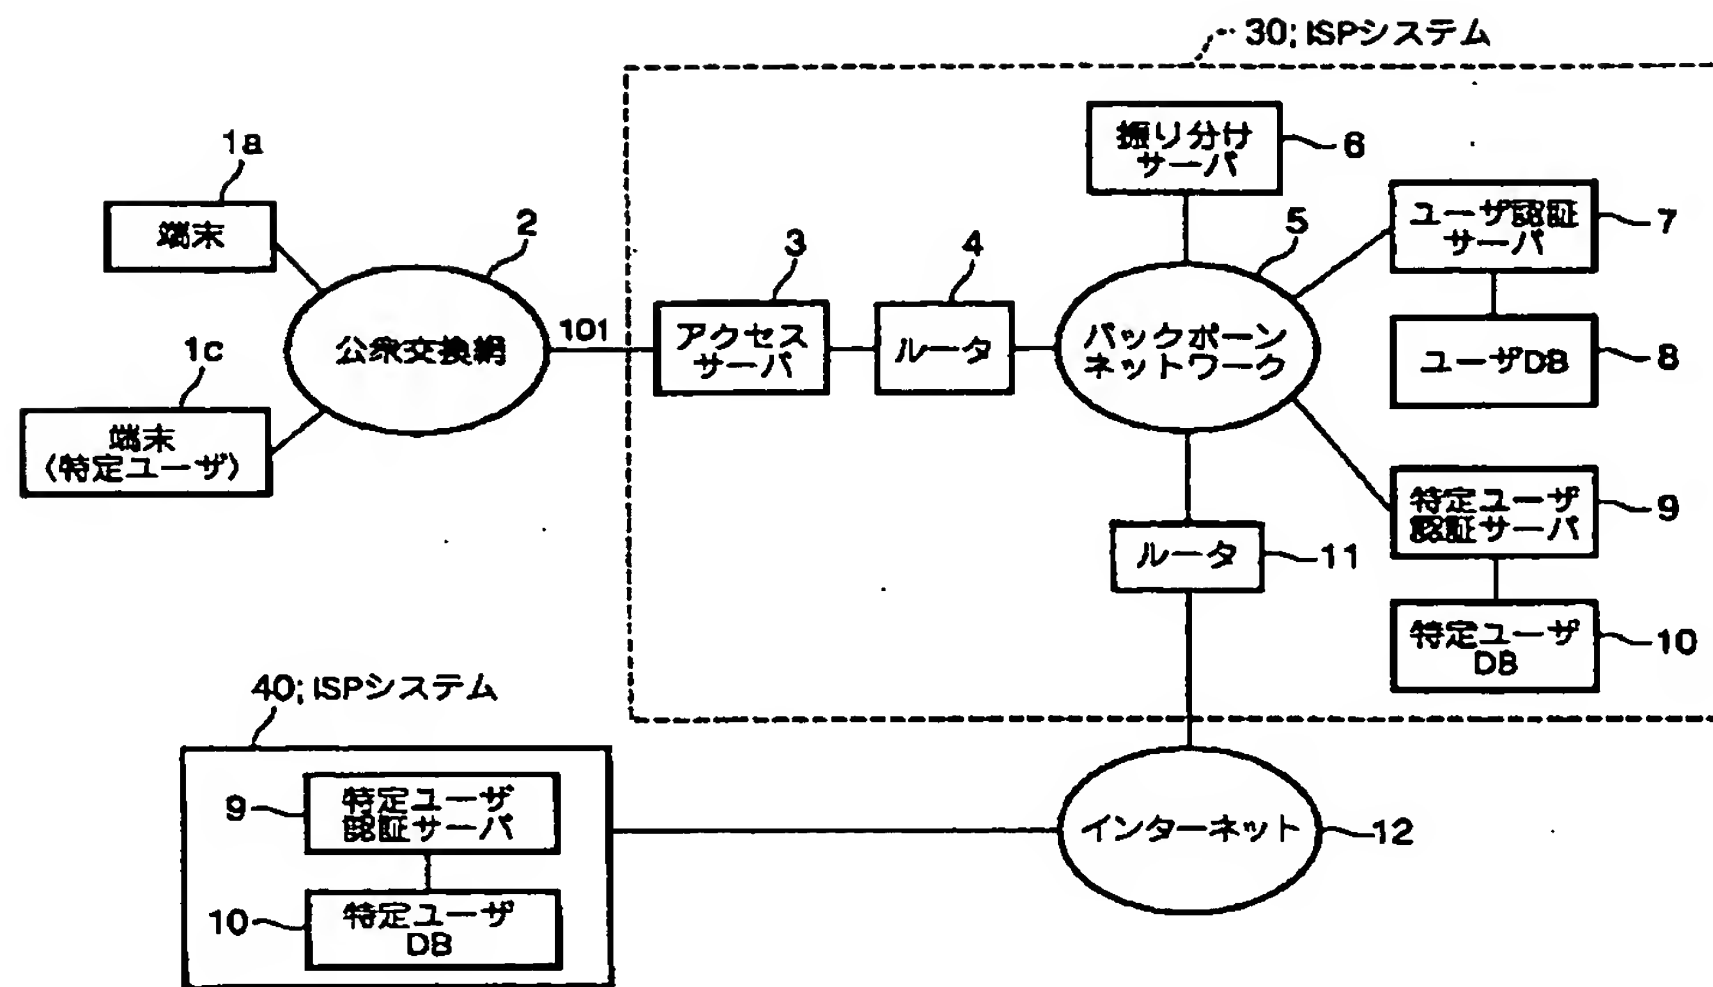 30;ISPシステム
1a
端末
2
公衆交換網
101
1c
端末
(特定ユーザ)
3
アクセス
サーバ
4
ルータ
5
バックボーン
ネットワーク
振り分け
サーバ
6
ユーザ認証
サーバ
7
ユーザDB
8
特定ユーザ
認証サーバ
9
特定ユーザ
DB
10
ルータ
11
40;ISPシステム
9
特定ユーザ
認証サーバ
10
特定ユーザ
DB
インターネット
12